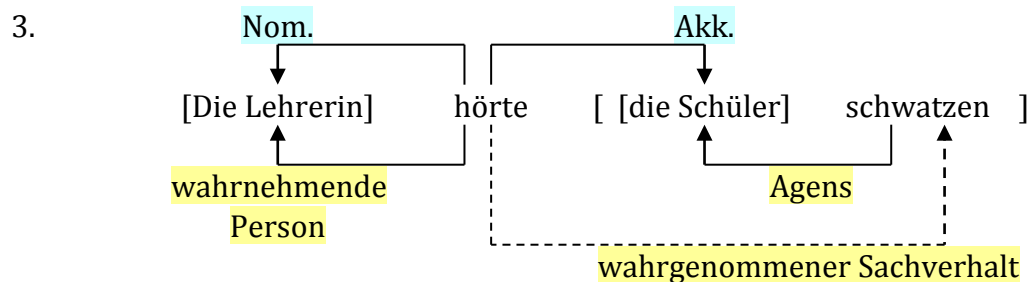 3. Nom. Akk.
[Die Lehrerin] hörte [ [die Schüler] schwatzen ]
wahrnehmende Agens
Person
wahrgenommener Sachverhalt